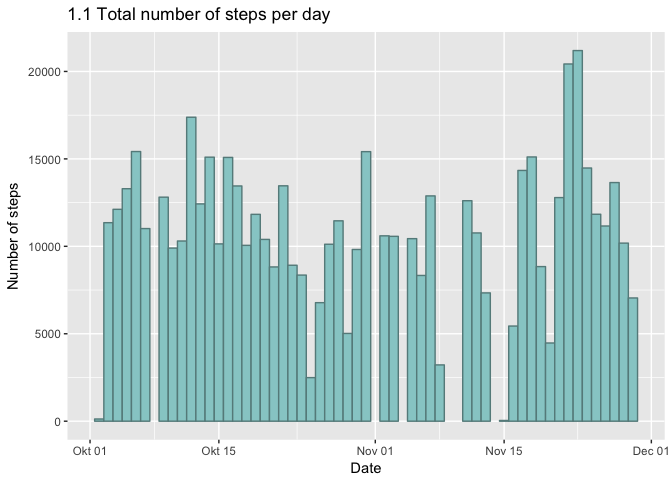 1.1 Total number of steps per day
Number of steps
20000
15000
10000
5000
0
Okt 01
Okt 15
Nov 01
Nov 15
Dec 01
Date